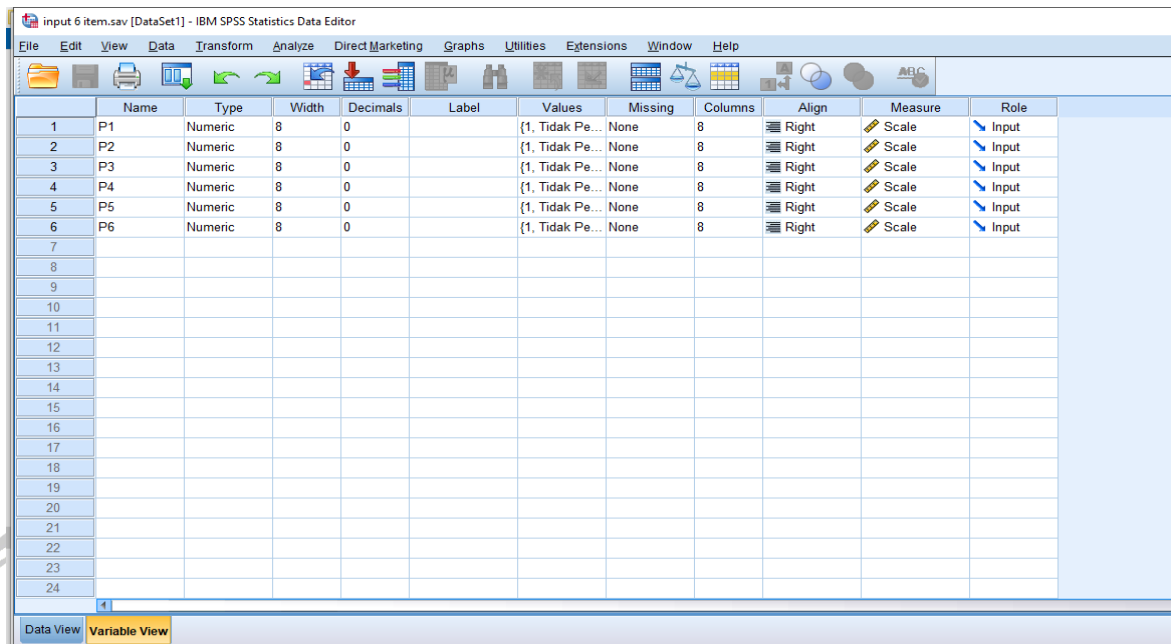 input 6 item.sav [DataSet1] - IBM SPSS Statistics Data Editor
File Edit View Data Transform Analyze Direct Marketing Graphs Utilities Extensions Window Help
Name Type Width Decimals Label Values Missing Columns Align Measure Role
1 P1 Numeric 8 0 {1, Tidak Pe... None 8 Right Scale Input
2 P2 Numeric 8 0 {1, Tidak Pe... None 8 Right Scale Input
3 P3 Numeric 8 0 {1, Tidak Pe... None 8 Right Scale Input
4 P4 Numeric 8 0 {1, Tidak Pe... None 8 Right Scale Input
5 P5 Numeric 8 0 {1, Tidak Pe... None 8 Right Scale Input
6 P6 Numeric 8 0 {1, Tidak Pe... None 8 Right Scale Input
7
8
9
10
11
12
13
14
15
16
17
18
19
20
21
22
23
24
Data View Variable View